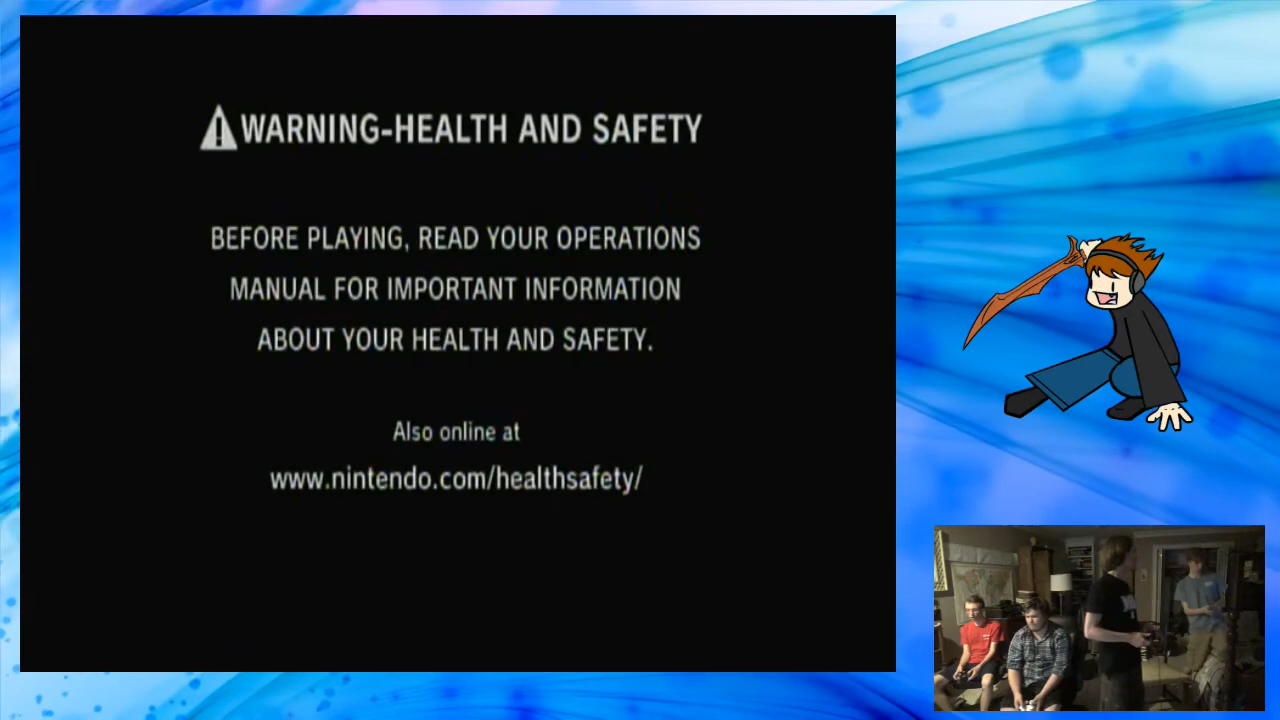 WARNING-HEALTH AND SAFETY
BEFORE PLAYING, READ YOUR OPERATIONS
MANUAL FOR IMPORTANT INFORMATION
ABOUT YOUR HEALTH AND SAFETY.
Also online at
www.nintendo.com/healthsafety/